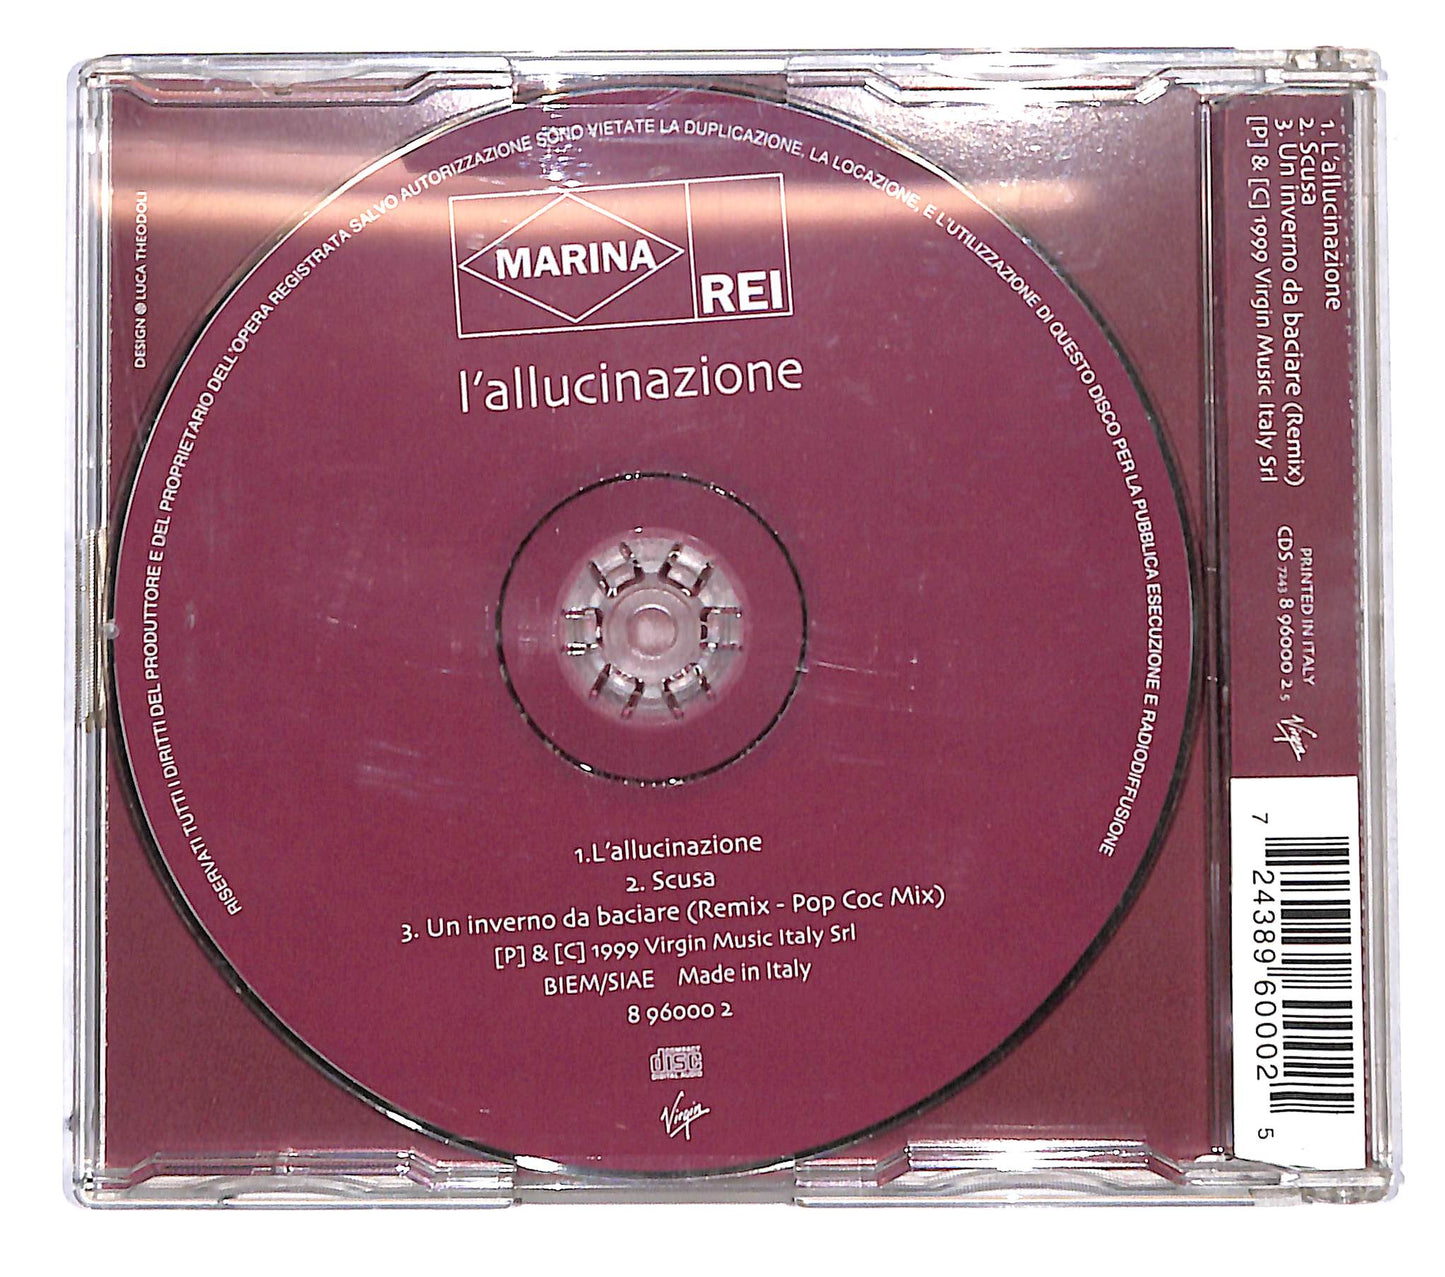 RISERVATI TUTTI I DIRITTI DEL PRODUTTORE E DEL PROPRIETARIO DELL'OPERA REGISTRATA SALVO AUTORIZZAZIONE SONO VIETATE LA DUPLICAZIONE, LA LOCAZIONE, E L'UTILIZZAZIONE DI QUESTO DISCO PER LA PUBBLICA ESECUZIONE E RADIODIFFUSIONE
MARINA
REI
l'allucinazione
1.L'allucinazione
2. Scusa
3. Un inverno da baciare (Remix - Pop Coc Mix)
[P] & [C] 1999 Virgin Music Italy Srl
BIEM/SIAE Made in Italy
8 96000 2
COMPACT
disc
DIGITAL AUDIO
Virgin
DESIGN LUCA THEODOLI
1. L'allucinazione
2. Scusa
3. Un inverno da baciare (Remix)
[P] & [C] 1999 Virgin Music Italy Srl
PRINTED IN ITALY
CDS 7243 8 96000 2 5
Virgin
7 24389 60002 5